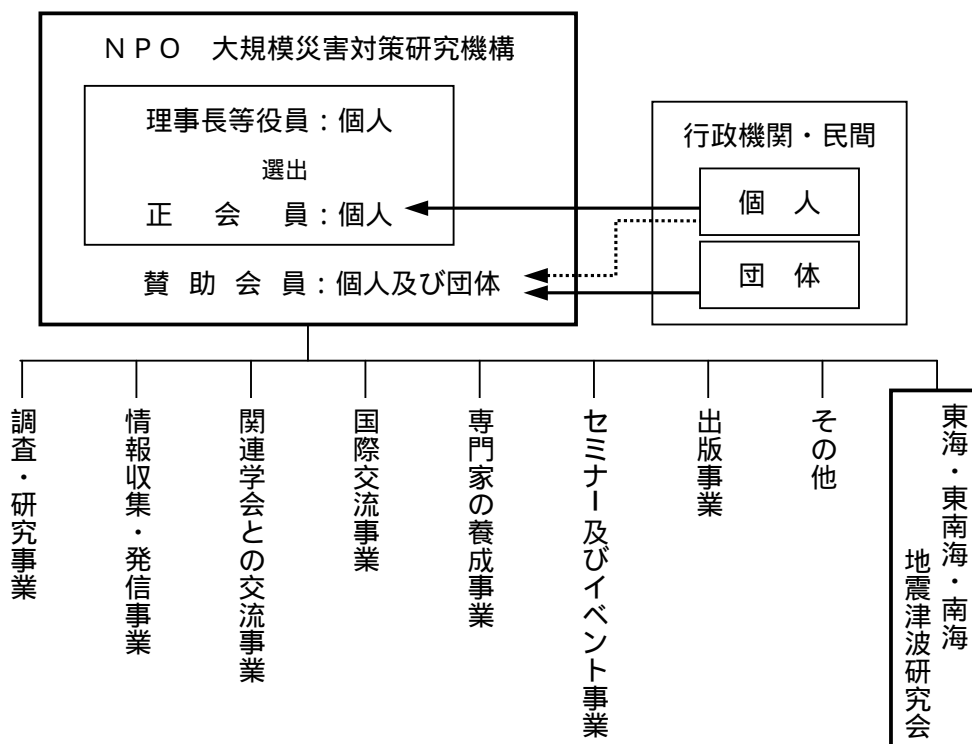 NPO 大規模災害対策研究機構
理事長等役員：個人
選出
正会員：個人
賛助会員：個人及び団体
行政機関・民間
個人
団体
調査・研究事業
情報収集・発信事業
関連学会との交流事業
国際交流事業
専門家の養成事業
セミナー及びイベント事業
出版事業
その他
東海・東南海・南海
地震津波研究会